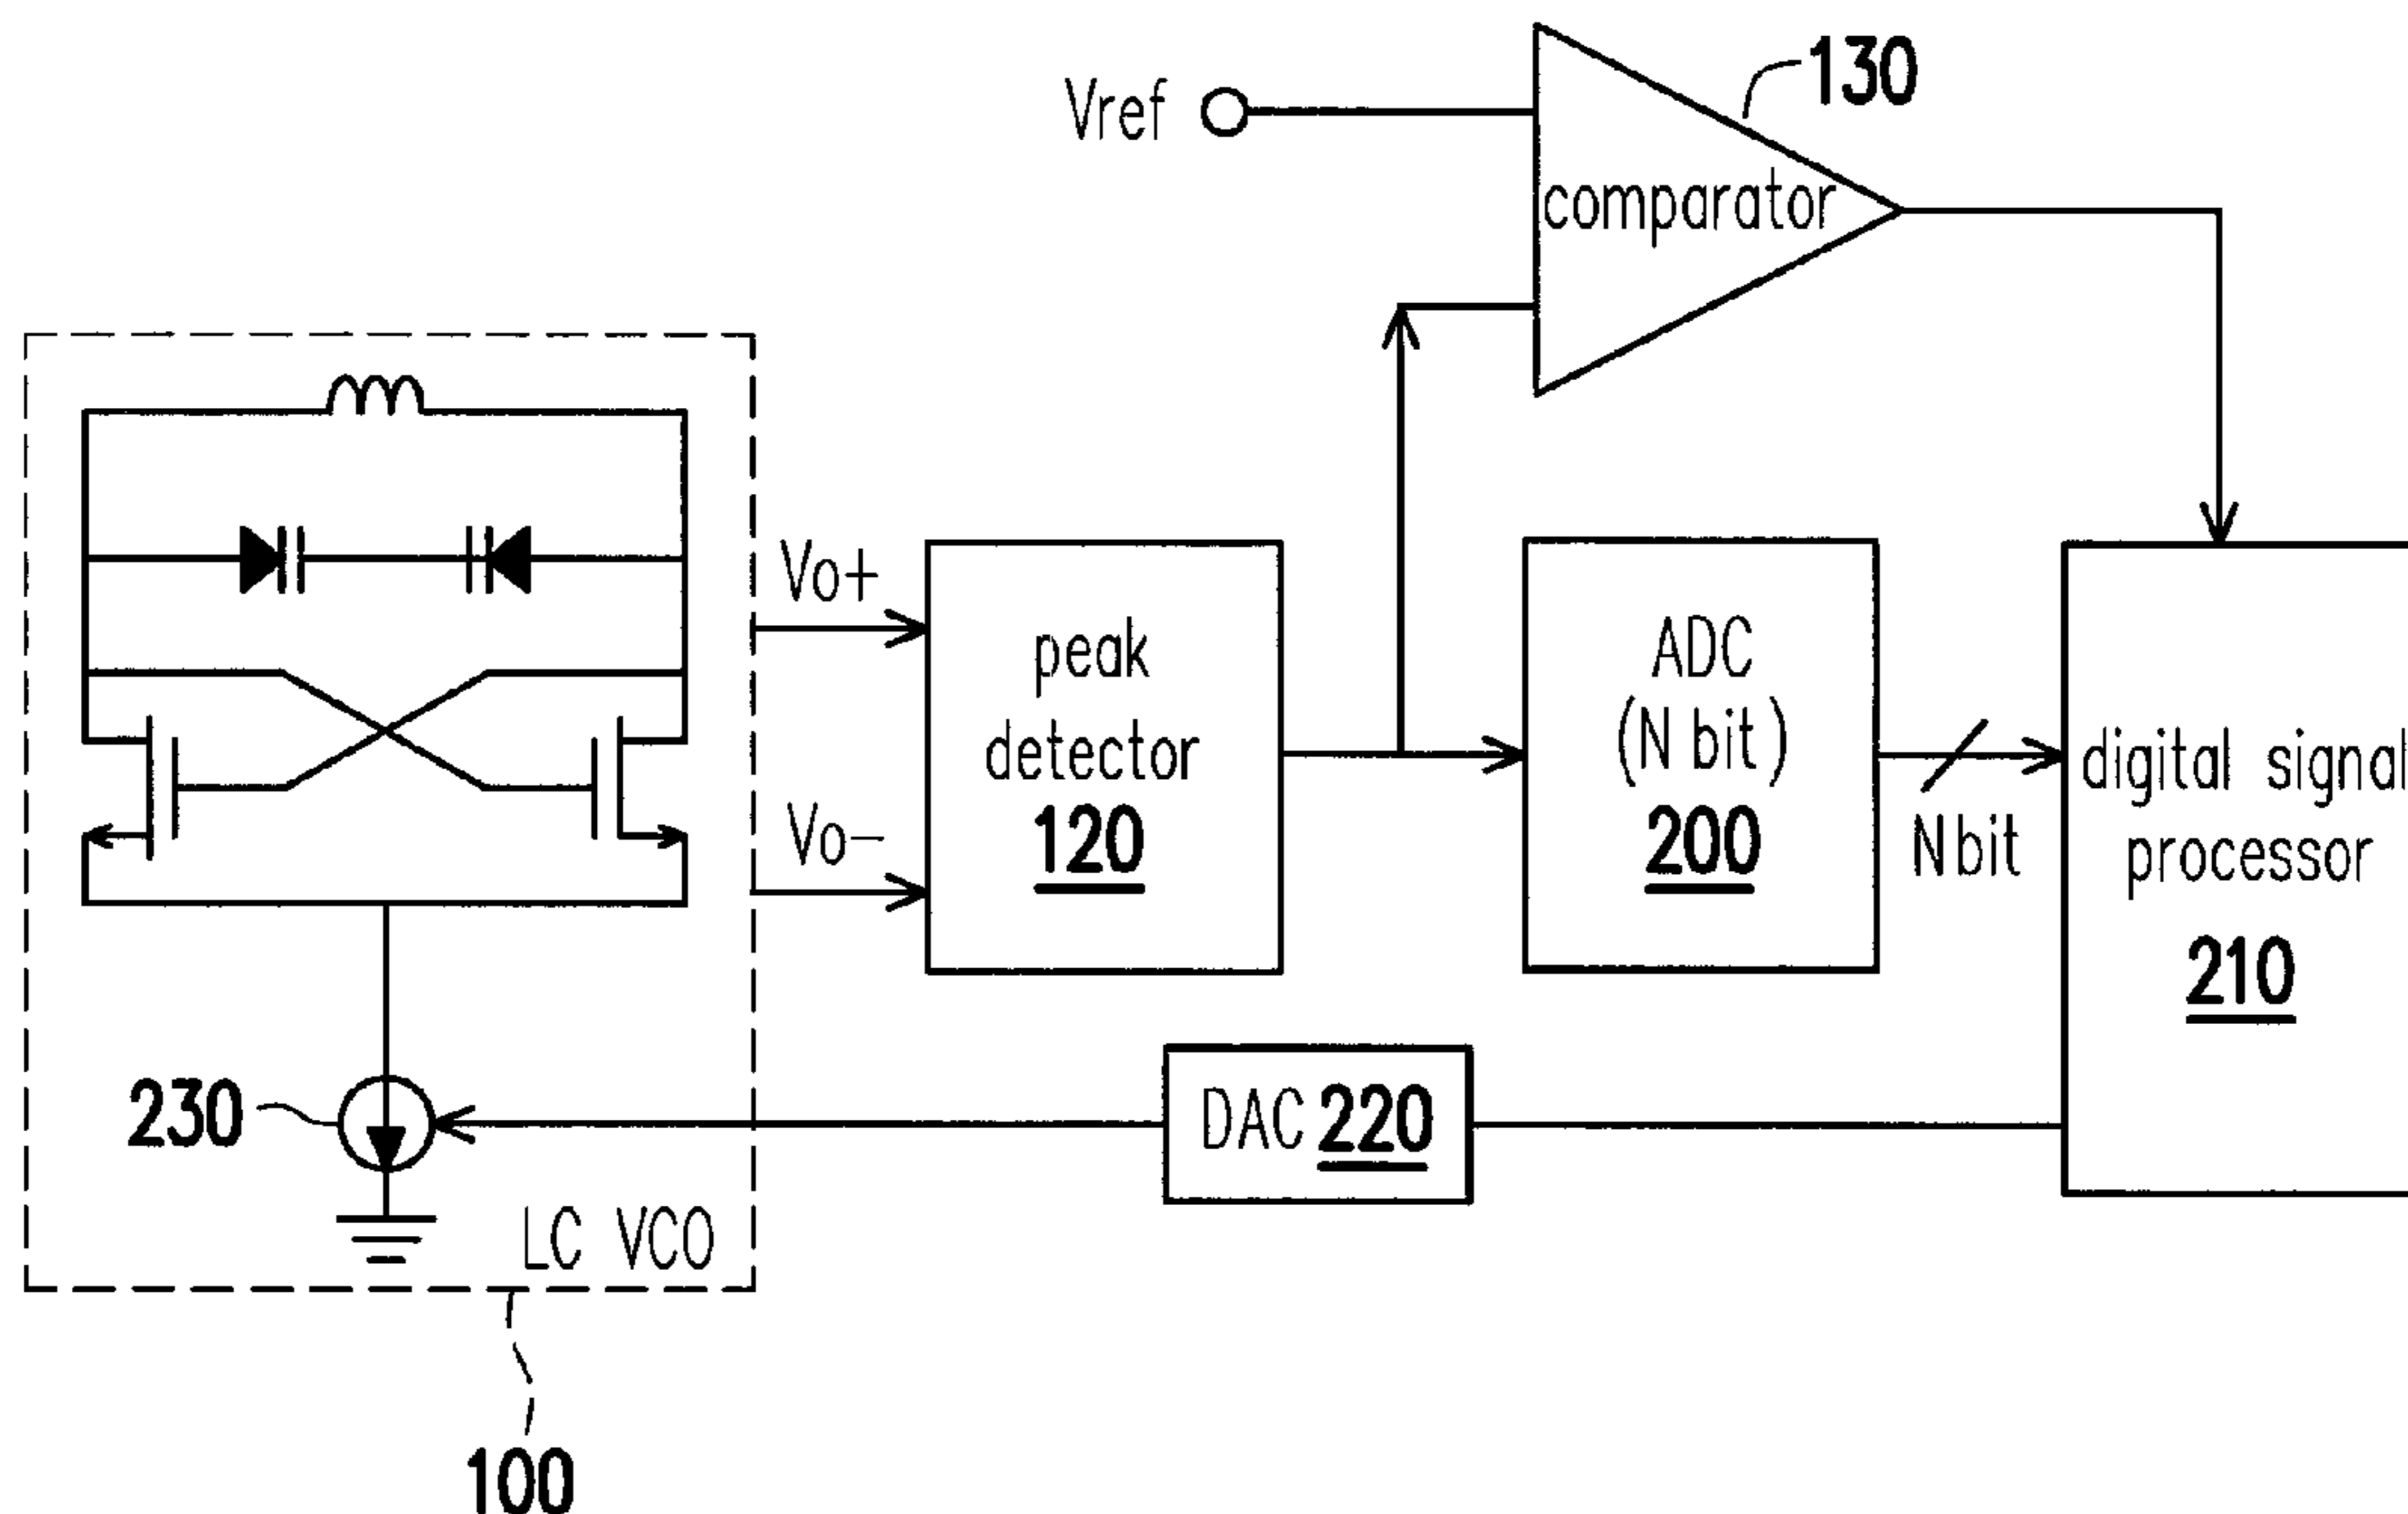 130
Vref
comparator
Vo+
peak
detector
120
ADC
(N bit)
200
N bit
digital signal
processor
210
Vo−
230
DAC 220
LC VCO
100